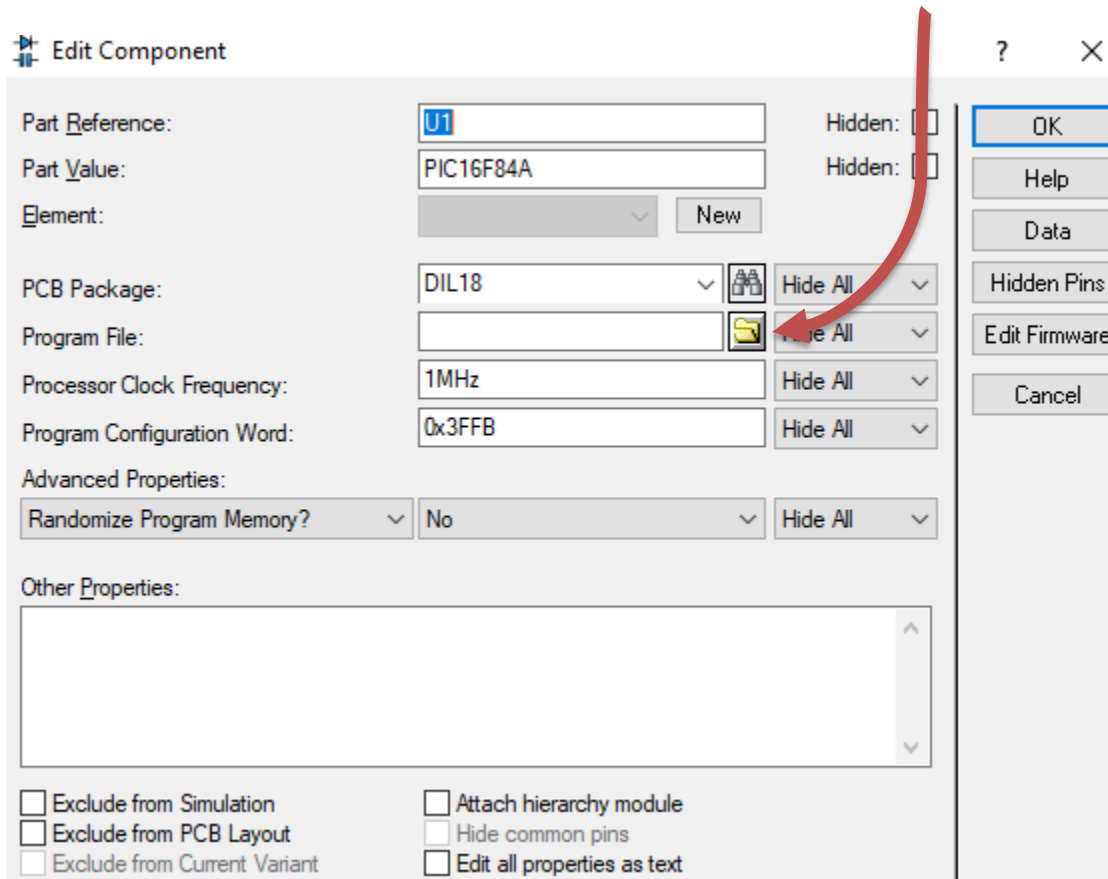 Edit Component ?
Part Reference: U1 Hidden: OK
Part Value: PIC16F84A Hidden: Help
Element: New Data
PCB Package: DIL18 Hide All Hidden Pins
Program File: Hide All Edit Firmware
Processor Clock Frequency: 1MHz Hide All Cancel
Program Configuration Word: 0x3FFB Hide All
Advanced Properties:
Randomize Program Memory? No Hide All
Other Properties:
Exclude from Simulation Attach hierarchy module
Exclude from PCB Layout Hide common pins
Exclude from Current Variant Edit all properties as text